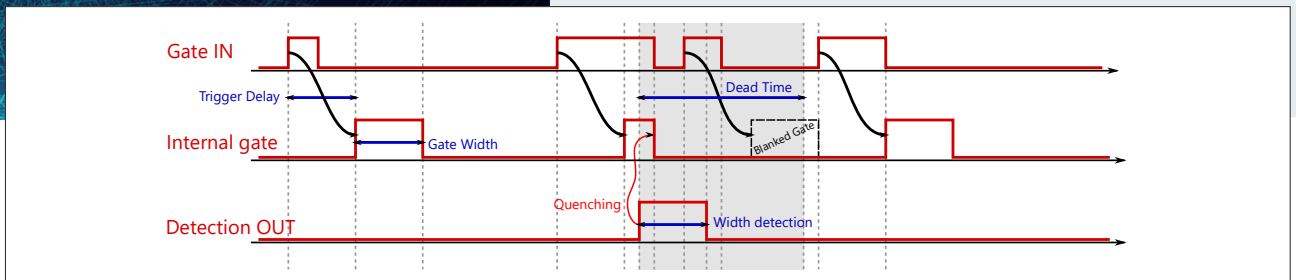 Gate IN
Trigger Delay
Dead Time
Internal gate
Gate Width
Blanked Gate
Quenching
Width detection
Detection OUT